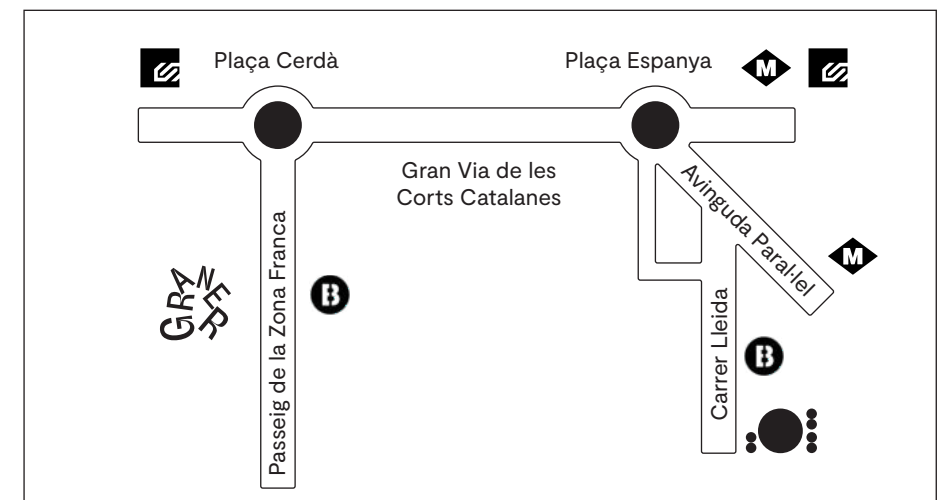 Plaça Cerdà
Plaça Espanya
M
Gran Via de les
Corts Catalanes
Avinguda Paral·lel
M
Passeig de la Zona Franca
GRANER
B
Carrer Lleida
B